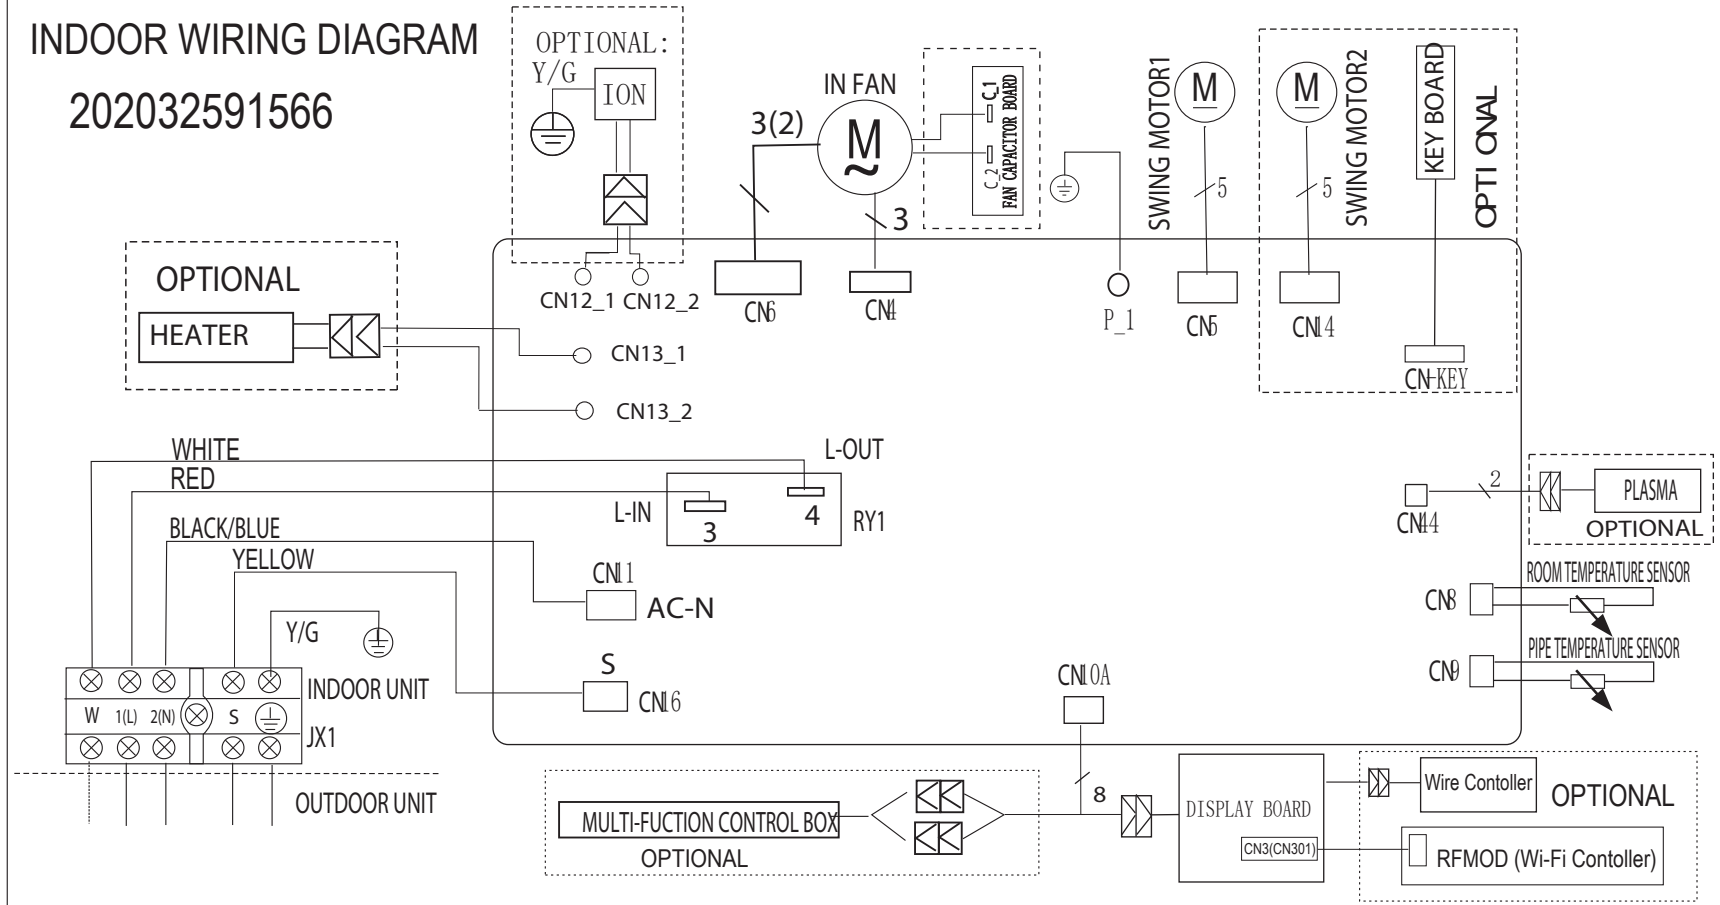 INDOOR WIRING DIAGRAM
202032591566
OPTIONAL:
Y/G
ION
CN12_1
CN12_2
3(2)
IN FAN
M
~
3
CN6
CN4
C_1
C_2
FAN CAPACITOR BOARD
P_1
SWING MOTOR1
M
5
CN5
M
5
SWING MOTOR2
CN14
KEY BOARD
CN-KEY
OPTIONAL
OPTIONAL
HEATER
CN13_1
CN13_2
WHITE
RED
BLACK/BLUE
YELLOW
Y/G
L-OUT
L-IN
3
4
RY1
CN11
AC-N
S
CN16
INDOOR UNIT
W
1(L)
2(N)
S
JX1
OUTDOOR UNIT
CN44
2
PLASMA
OPTIONAL
ROOM TEMPERATURE SENSOR
CN8
PIPE TEMPERATURE SENSOR
CN9
CN10A
8
MULTI-FUCTION CONTROL BOX
OPTIONAL
DISPLAY BOARD
CN3(CN301)
Wire Contoller
OPTIONAL
RFMOD (Wi-Fi Contoller)